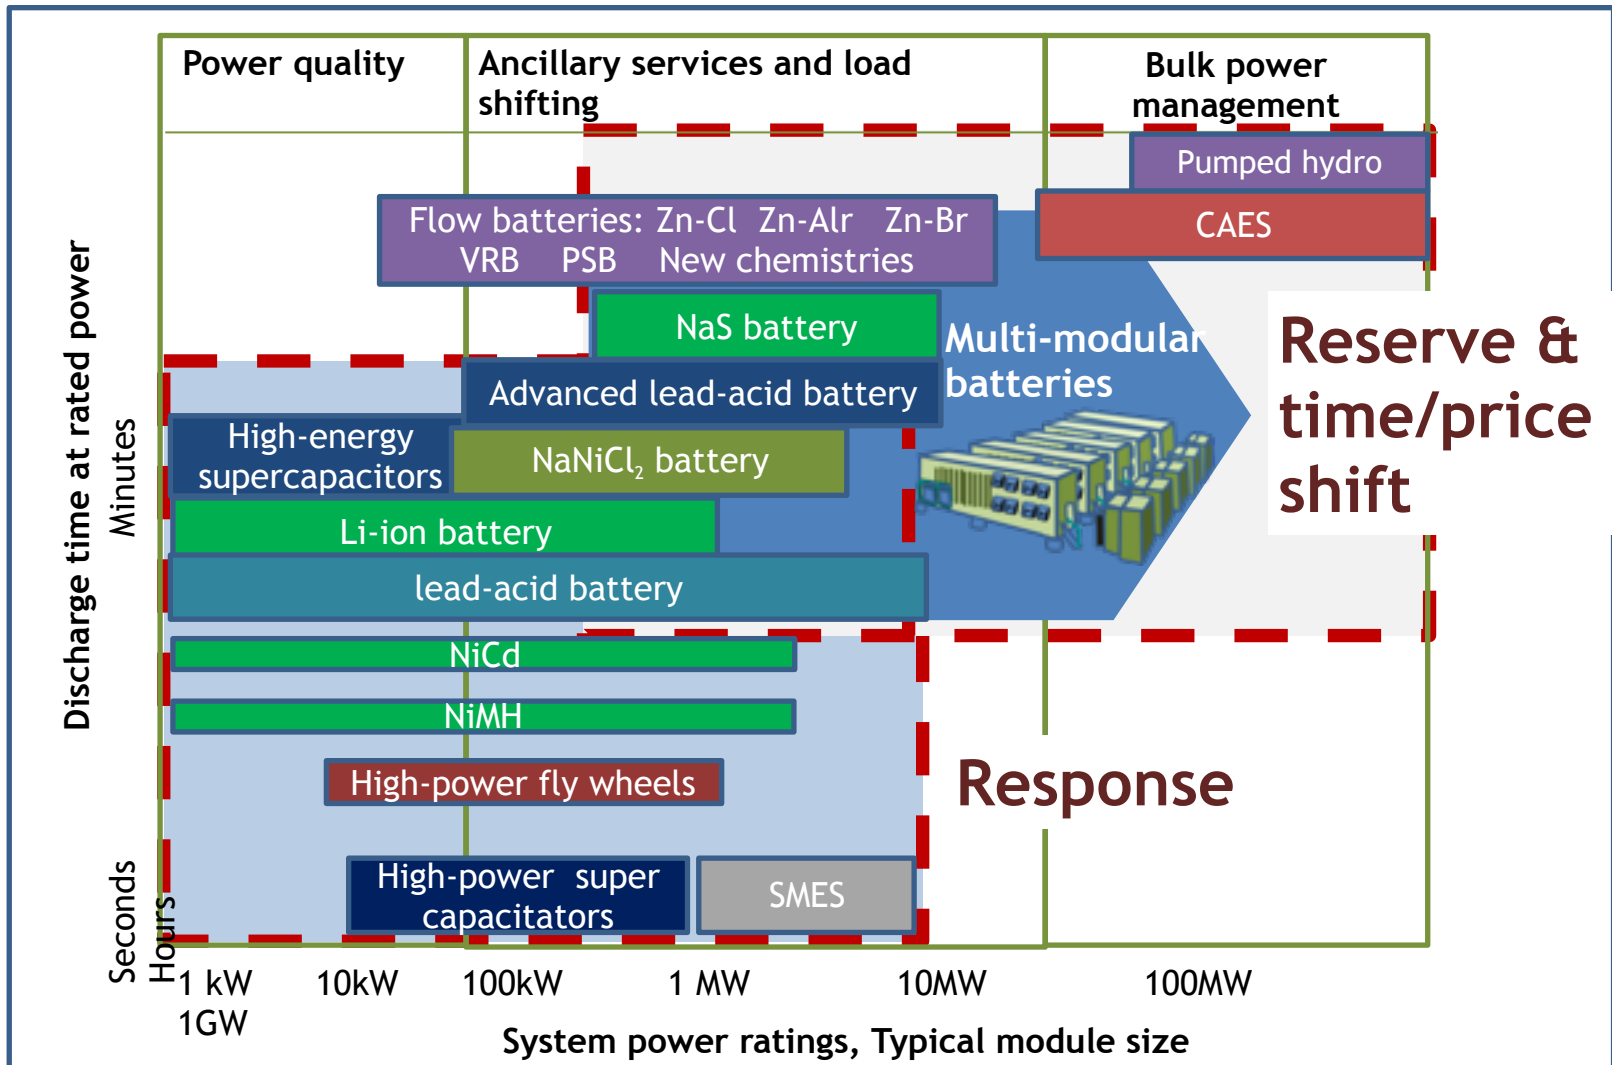 Power quality
Ancillary services and load
shifting
Bulk power
management
Pumped hydro
Flow batteries: Zn-Cl Zn-Alr Zn-Br
VRB PSB New chemistries
CAES
NaS battery
Multi-modular
batteries
Reserve &
time/price
shift
Advanced lead-acid battery
High-energy
supercapacitors
NaNiCl₂ battery
Li-ion battery
lead-acid battery
NiCd
NiMH
High-power fly wheels
Response
High-power super
capacitators
SMES
Discharge time at rated power
Minutes
Seconds
Hours
1 kW 10kW 100kW 1 MW 10MW 100MW
1GW
System power ratings, Typical module size